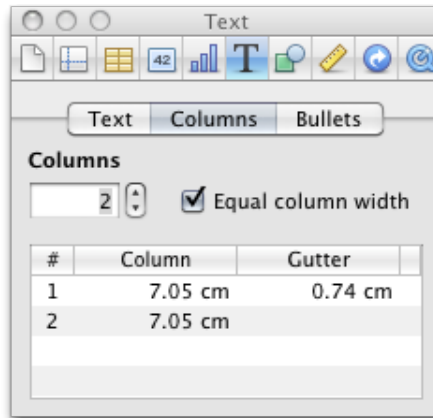 Text
42 T
Text Columns Bullets
Columns
2 Equal column width
# Column Gutter
1 7.05 cm 0.74 cm
2 7.05 cm